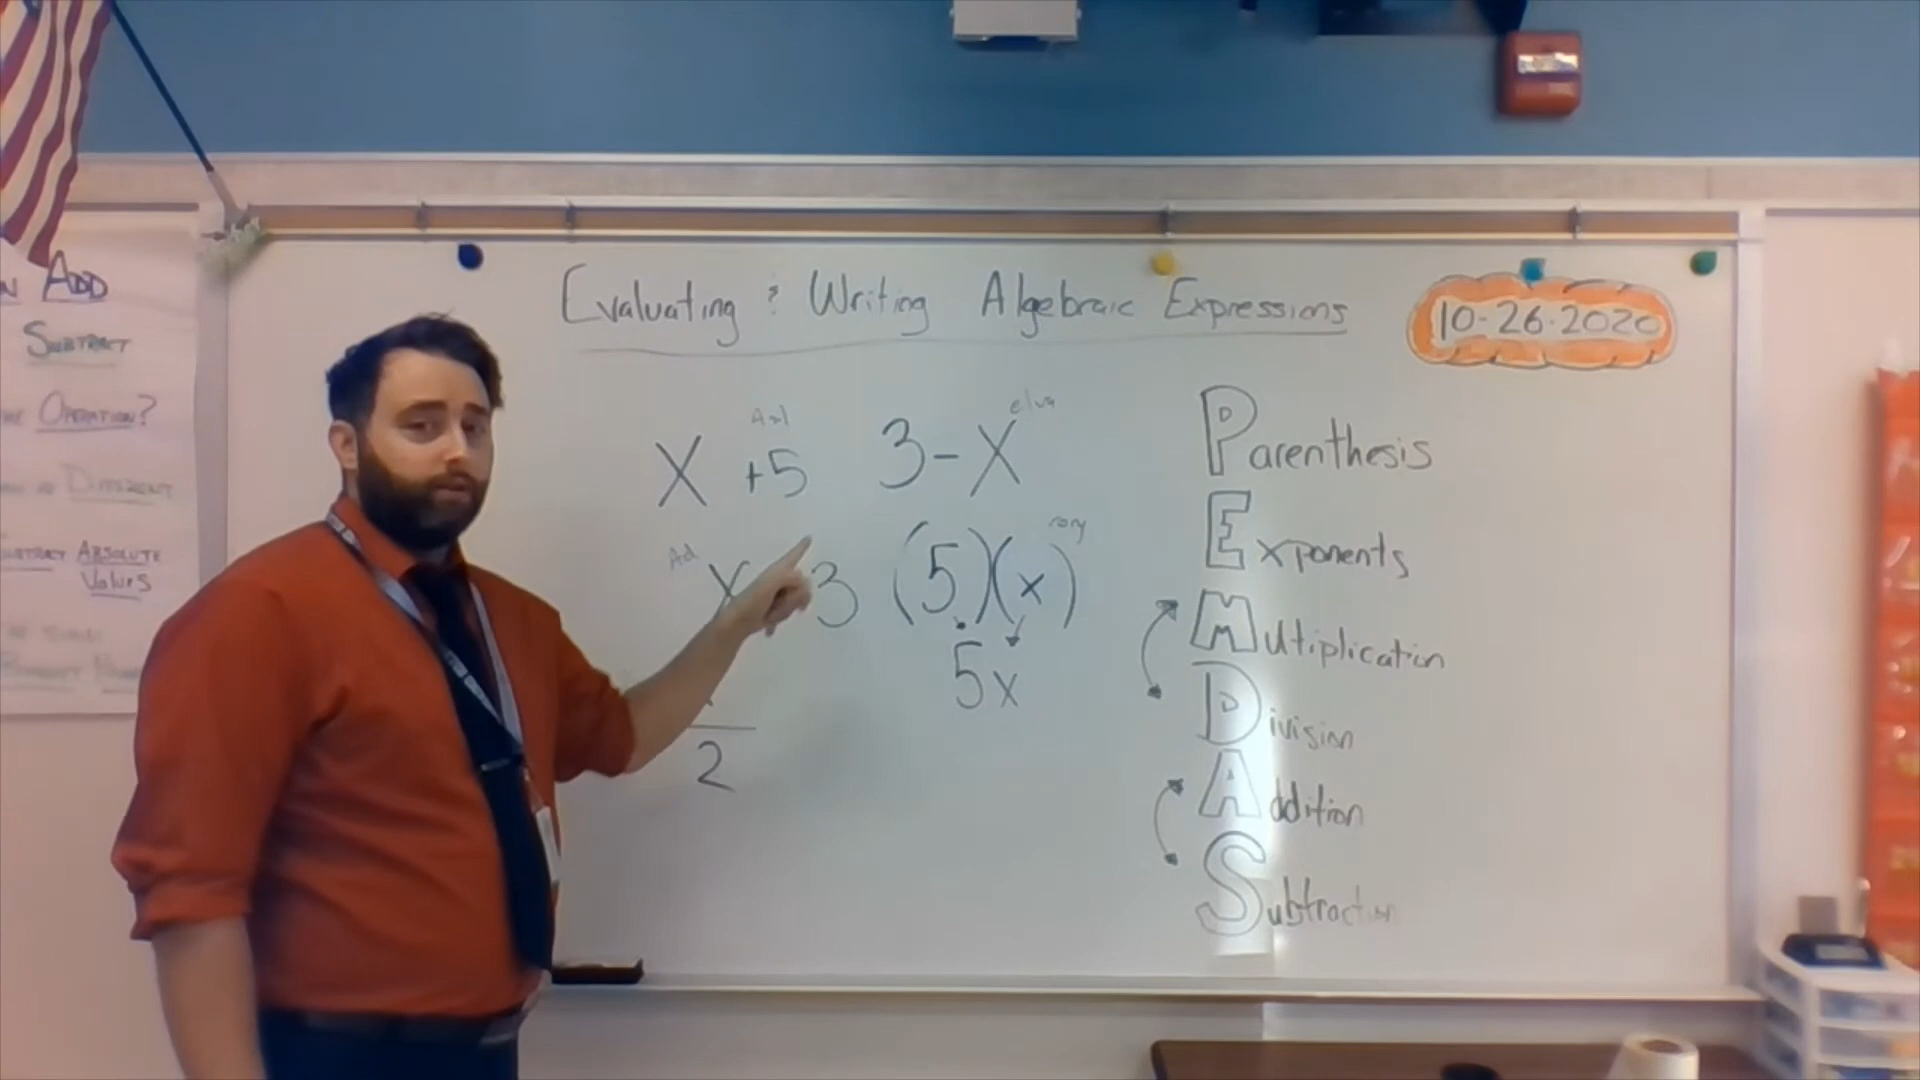 Evaluating & Writing Algebraic Expressions
10-26-2020
ADD
SUBTRACT
OPERATION?
DIFFERENT
ABSOLUTE
VALUES
X +5
3-X
3
(5)(x)
rory
5x
2
Parenthesis
Exponents
Multiplication
Division
Addition
Subtraction